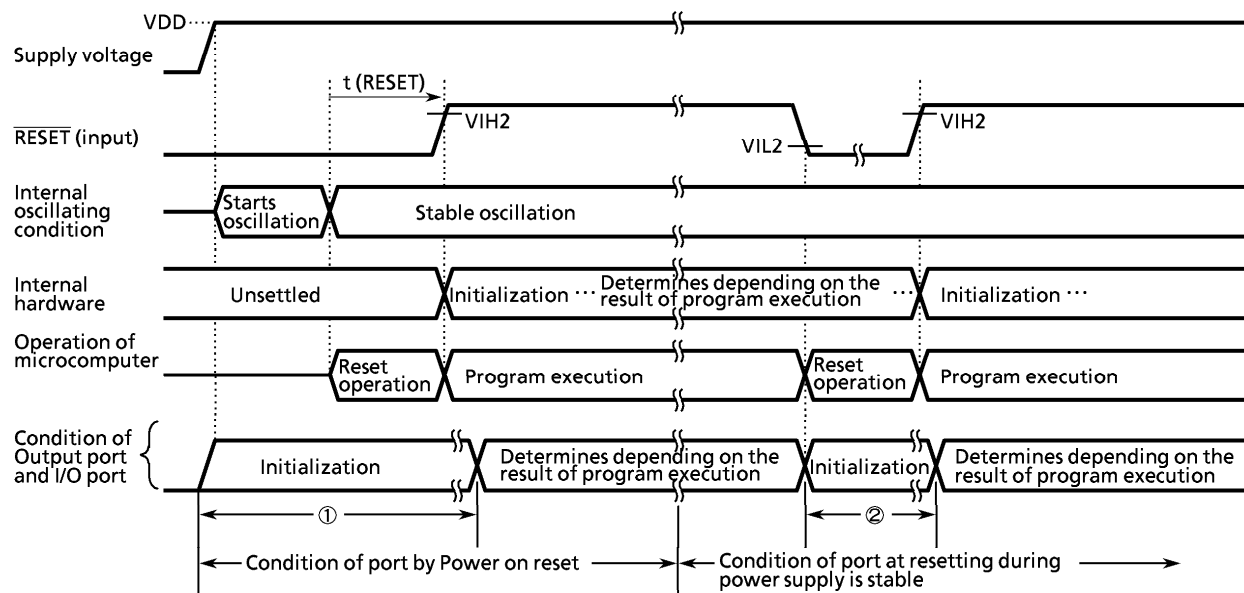 VDD
Supply voltage
t (RESET)
RESET (input)
VIH2
VIL2
VIH2
Internal
oscillating
condition
Starts
oscillation
Stable oscillation
Internal
hardware
Unsettled
Initialization ···
Determines depending on the
result of program execution
···
Initialization ···
Operation of
microcomputer
Reset
operation
Program execution
Reset
operation
Program execution
Condition of
Output port
and I/O port
Initialization
Determines depending on the
result of program execution
Initialization
Determines depending on the
result of program execution
①
②
Condition of port by Power on reset
Condition of port at resetting during
power supply is stable